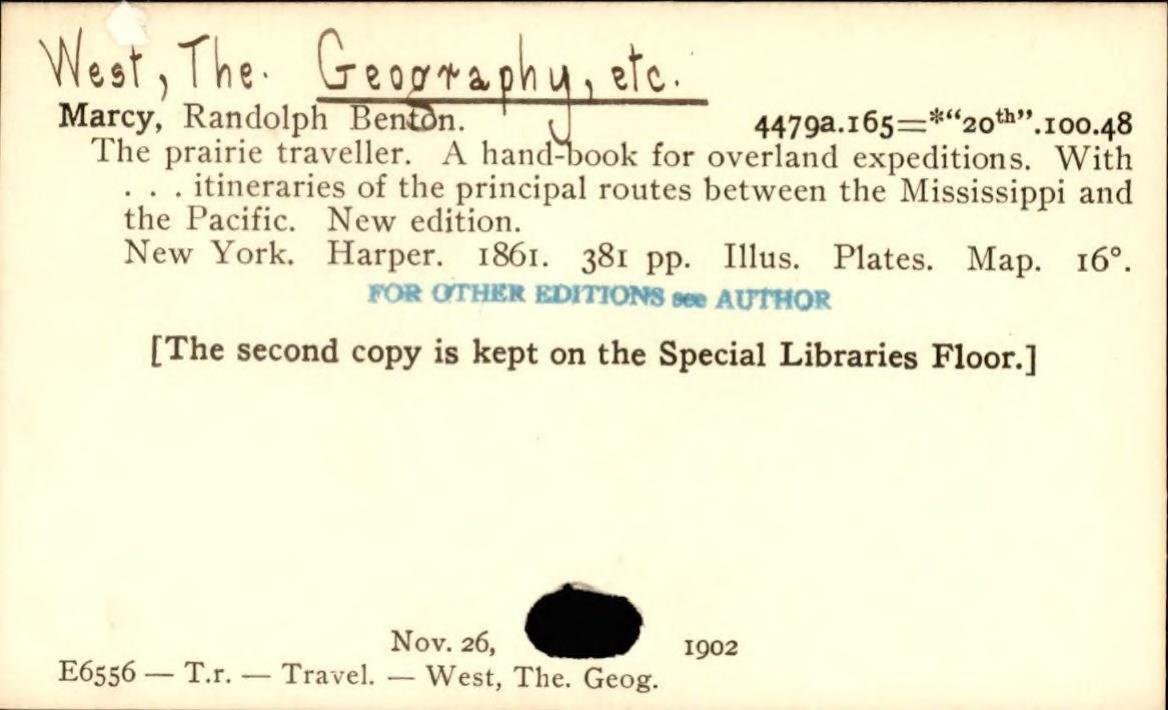 West, The. Geography, etc.
Marcy, Randolph Benton. 4479a.165=*“20th”.100.48
The prairie traveller. A hand-book for overland expeditions. With
. . . itineraries of the principal routes between the Mississippi and
the Pacific. New edition.
New York. Harper. 1861. 381 pp. Illus. Plates. Map. 16°.
FOR OTHER EDITIONS see AUTHOR
[The second copy is kept on the Special Libraries Floor.]
Nov. 26, 1902
E6556 — T.r. — Travel. — West, The. Geog.